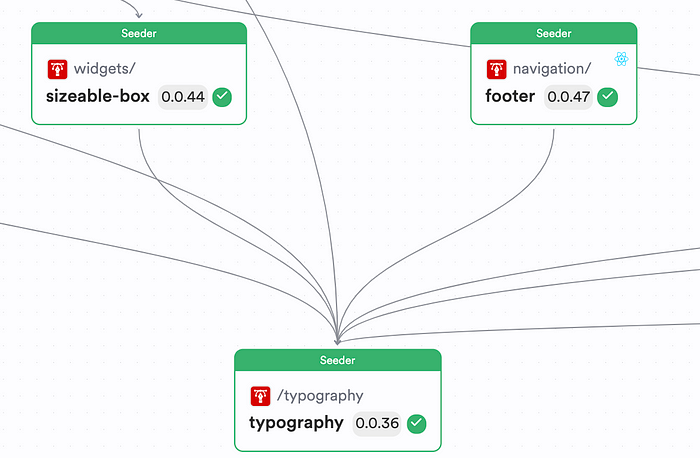 Seeder
widgets/
sizeable-box 0.0.44
Seeder
navigation/
footer 0.0.47
Seeder
/typography
typography 0.0.36